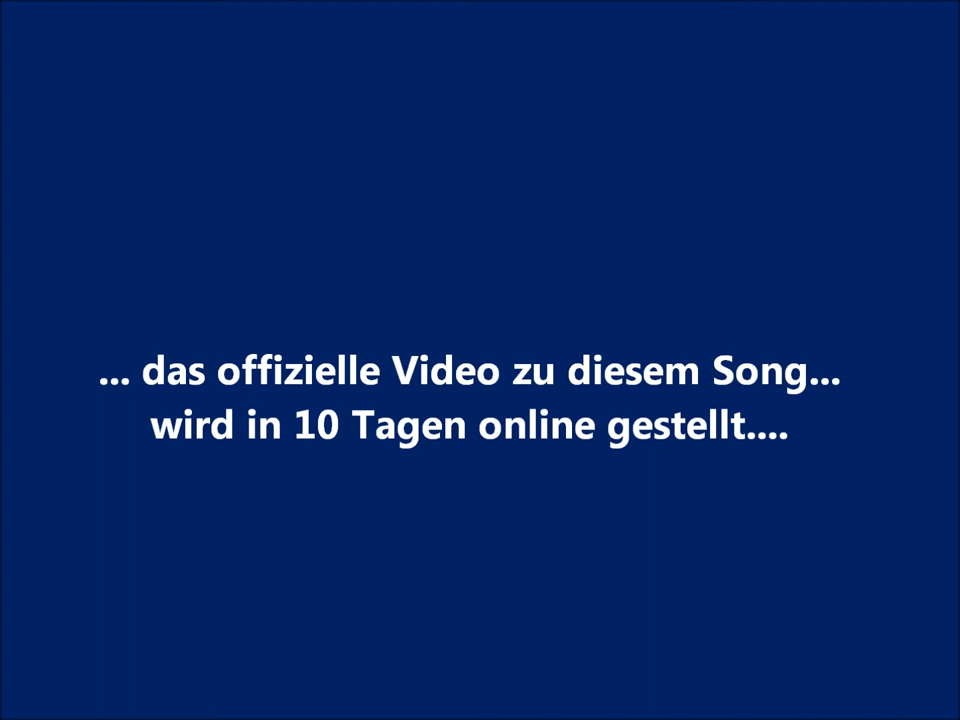 ... das offizielle Video zu diesem Song...
wird in 10 Tagen online gestellt....